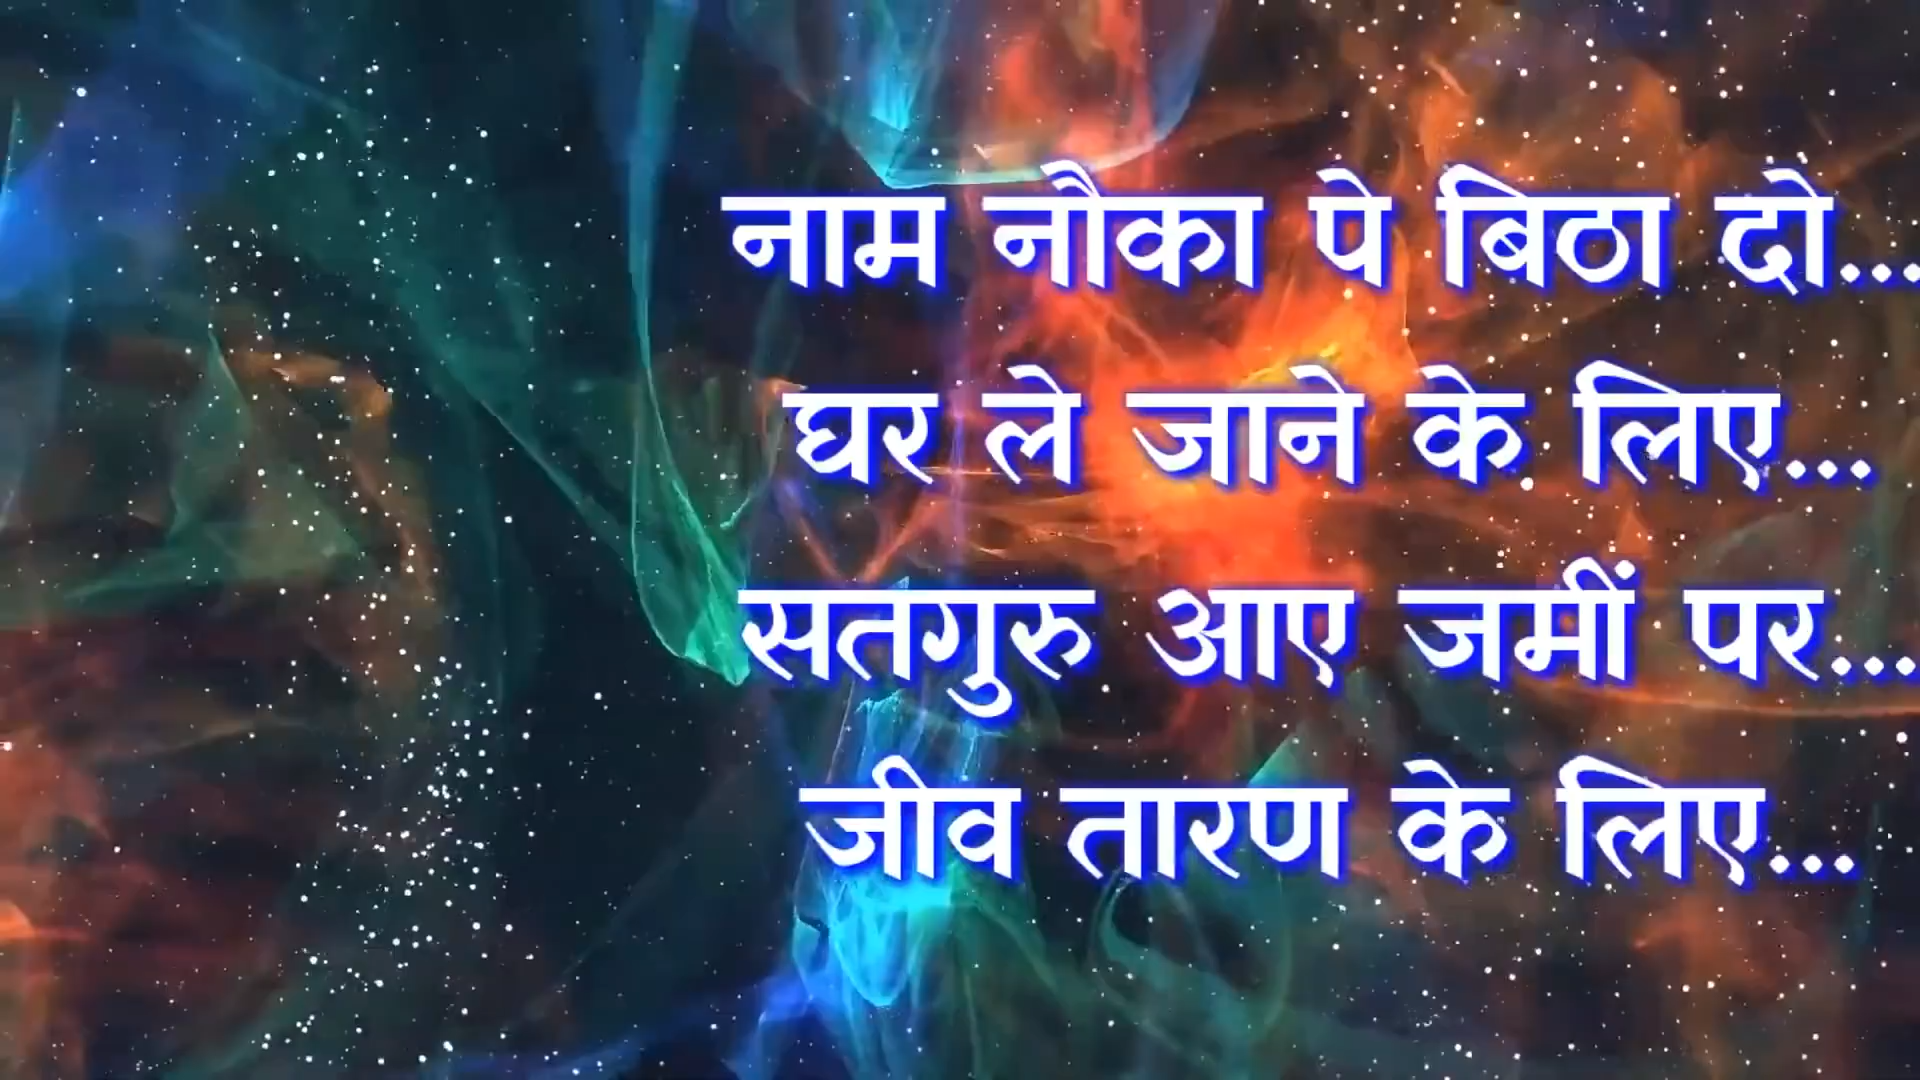 नाम नौका पे बिठा दो...
घर ले जाने के लिए...
सतगुरु आए जमीं पर...
जीव तारण के लिए...